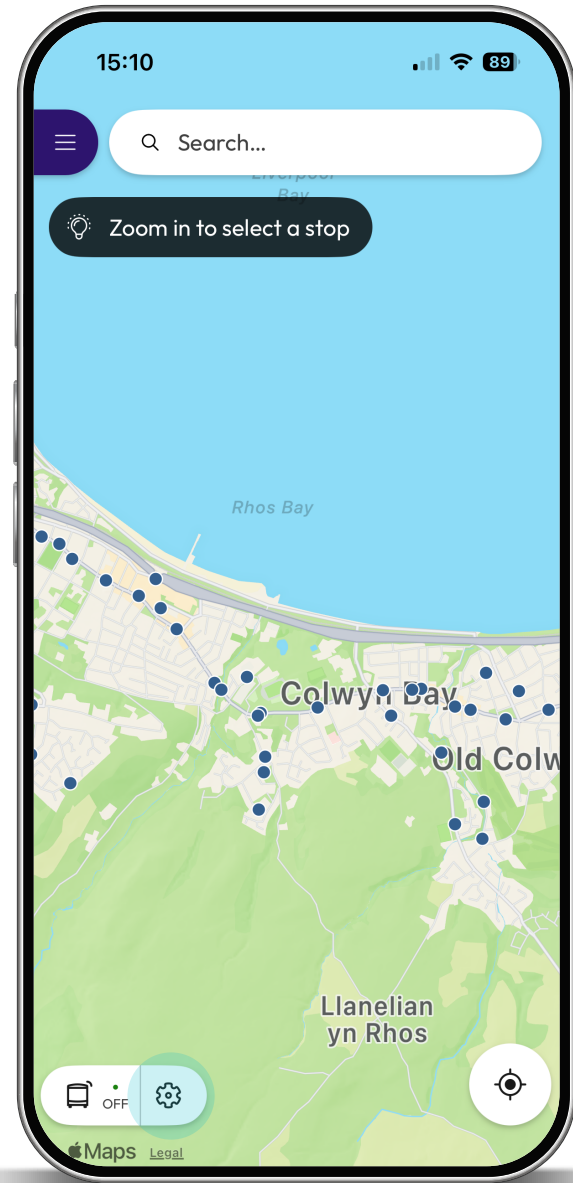 15:10
89
Search...
Liverpool
Bay
Zoom in to select a stop
Rhos Bay
Colwyn Bay
Old Colw
Llanelian
yn Rhos
OFF
Maps Legal